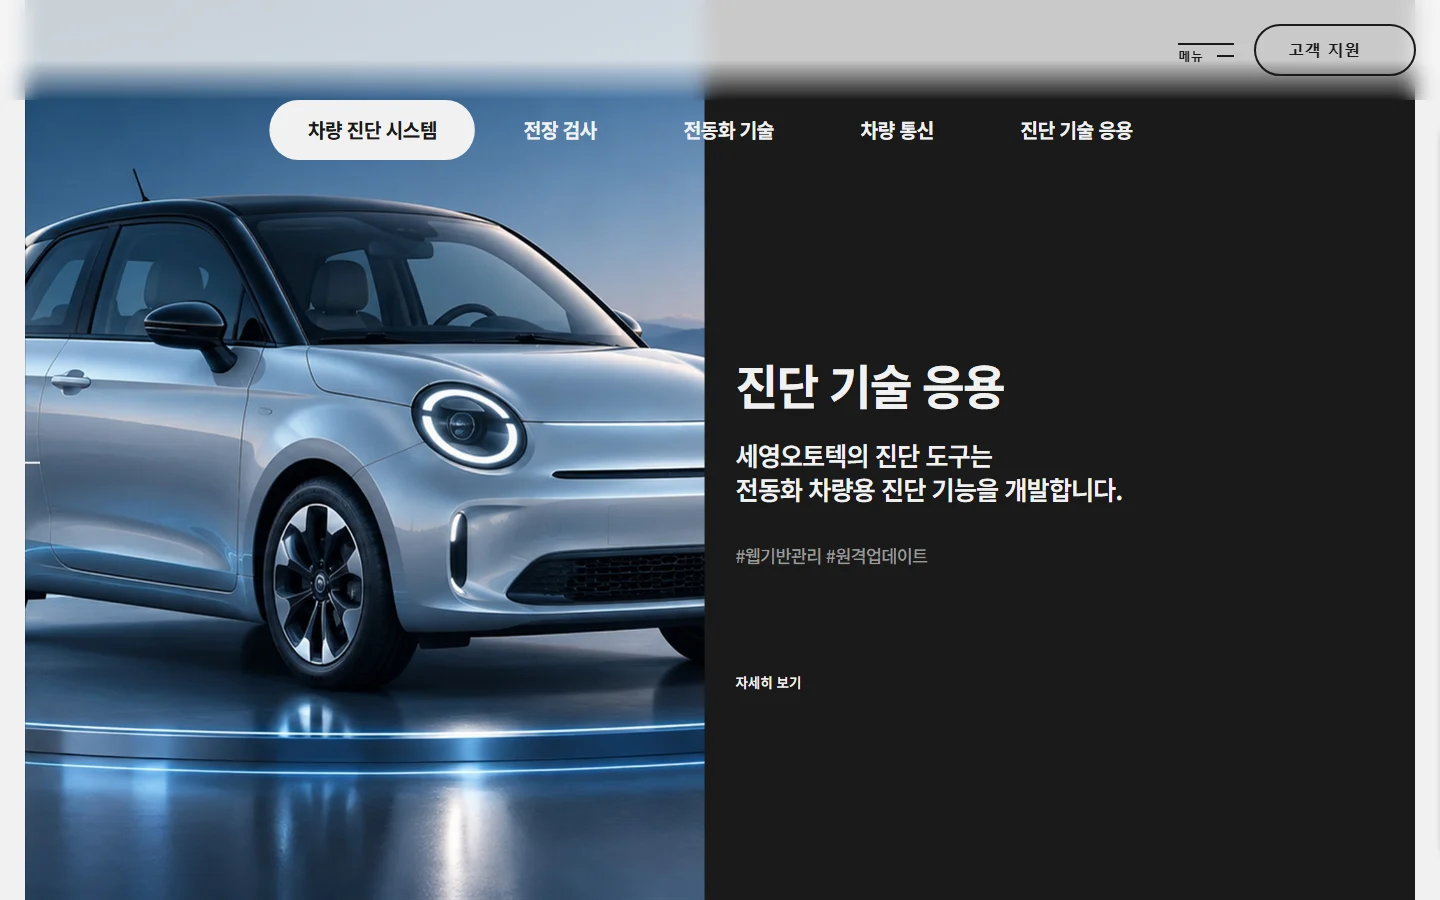 메뉴
고객 지원
차량 진단 시스템
전장 검사
전동화 기술
차량 통신
진단 기술 응용
진단 기술 응용
세영오토텍의 진단 도구는
전동화 차량용 진단 기능을 개발합니다.
#웹기반관리 #원격업데이트
자세히 보기